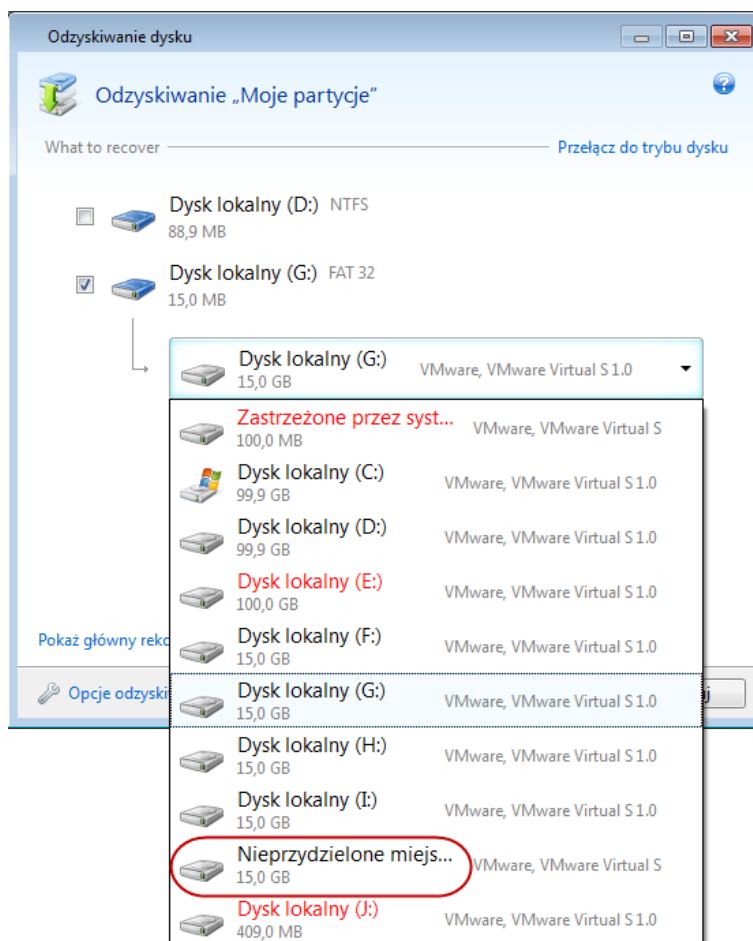 Odzyskiwanie dysku
Odzyskiwanie „Moje partycje”
What to recover
Przełącz do trybu dysku
Dysk lokalny (D:) NTFS
88,9 MB
Dysk lokalny (G:) FAT 32
15,0 MB
Dysk lokalny (G:) VMware, VMware Virtual S 1.0
15,0 GB
Zastrzeżone przez syst... VMware, VMware Virtual S
100,0 MB
Dysk lokalny (C:) VMware, VMware Virtual S 1.0
99,9 GB
Dysk lokalny (D:) VMware, VMware Virtual S 1.0
99,9 GB
Dysk lokalny (E:) VMware, VMware Virtual S 1.0
100,0 GB
Pokaż główny
Dysk lokalny (F:) VMware, VMware Virtual S 1.0
15,0 GB
Opcje
Dysk lokalny (G:) VMware, VMware Virtual S 1.0
15,0 GB
Dysk lokalny (H:) VMware, VMware Virtual S 1.0
15,0 GB
Dysk lokalny (I:) VMware, VMware Virtual S 1.0
15,0 GB
Nieprzydzielone miejs... VMware, VMware Virtual S
15,0 GB
Dysk lokalny (J:) VMware, VMware Virtual S 1.0
409,0 MB